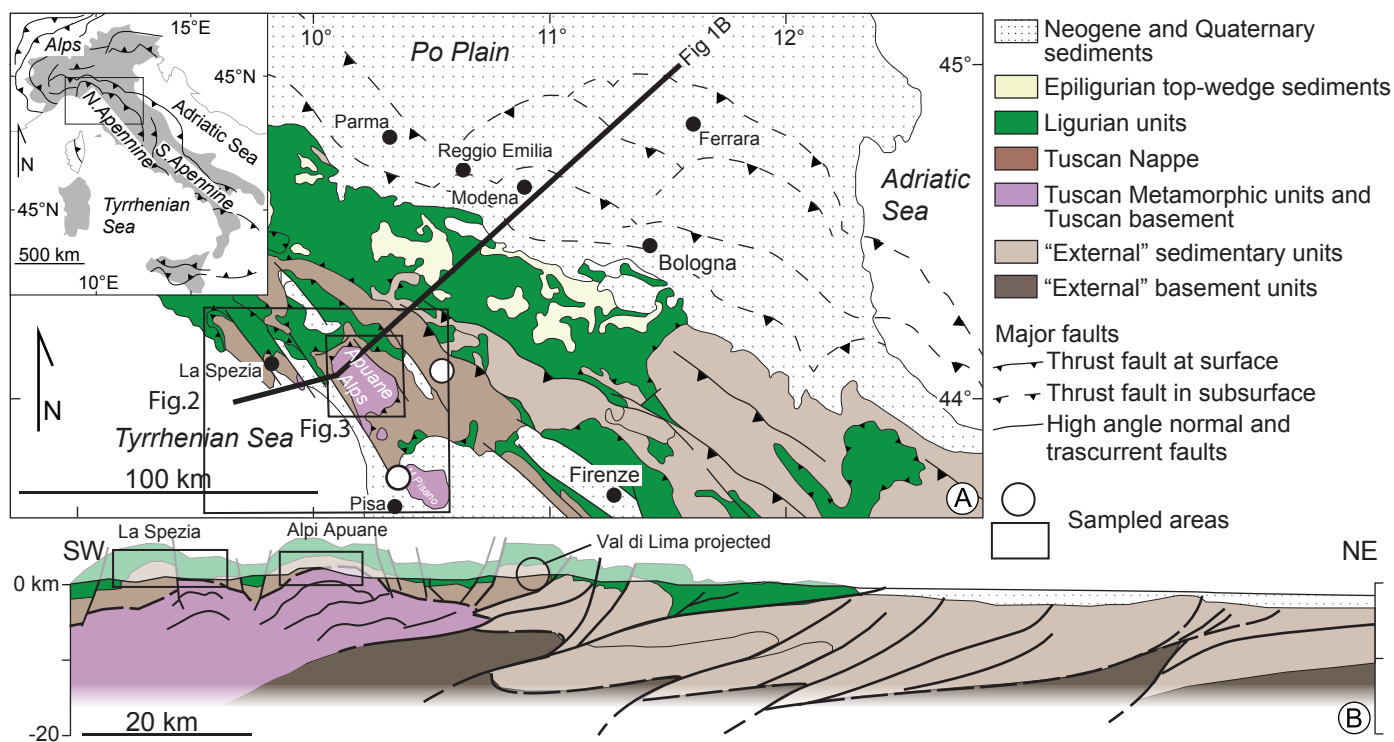 15°E
Alps
45°N
N
N. Apennine
Adriatic Sea
S. Apennine
45°N
Tyrrhenian
Sea
500 km
10°E
10°
11°
12°
Po Plain
Fig 1B
45°
Parma
Ferrara
Reggio Emilia
Modena
Adriatic
Sea
Bologna
La Spezia
Apuane
Alps
44°
Fig.2
N
Fig.3
Tyrrhenian Sea
100 km
Firenze
Pisano
Pisa
A
Neogene and Quaternary
sediments
Epiligurian top-wedge sediments
Ligurian units
Tuscan Nappe
Tuscan Metamorphic units and
Tuscan basement
“External” sedimentary units
“External” basement units
Major faults
Thrust fault at surface
Thrust fault in subsurface
High angle normal and
trascurrent faults
Sampled areas
La Spezia
Alpi Apuane
SW
Val di Lima projected
NE
0 km
-20
20 km
B